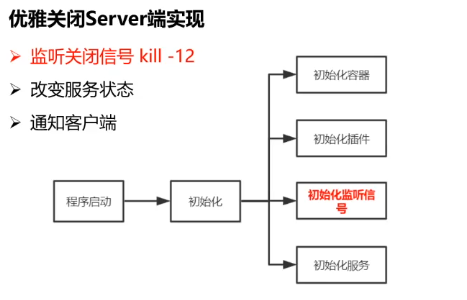 优雅关闭Server端实现
监听关闭信号 kill -12
改变服务状态
通知客户端
初始化容器
初始化插件
程序启动
初始化
初始化监听信
号
初始化服务